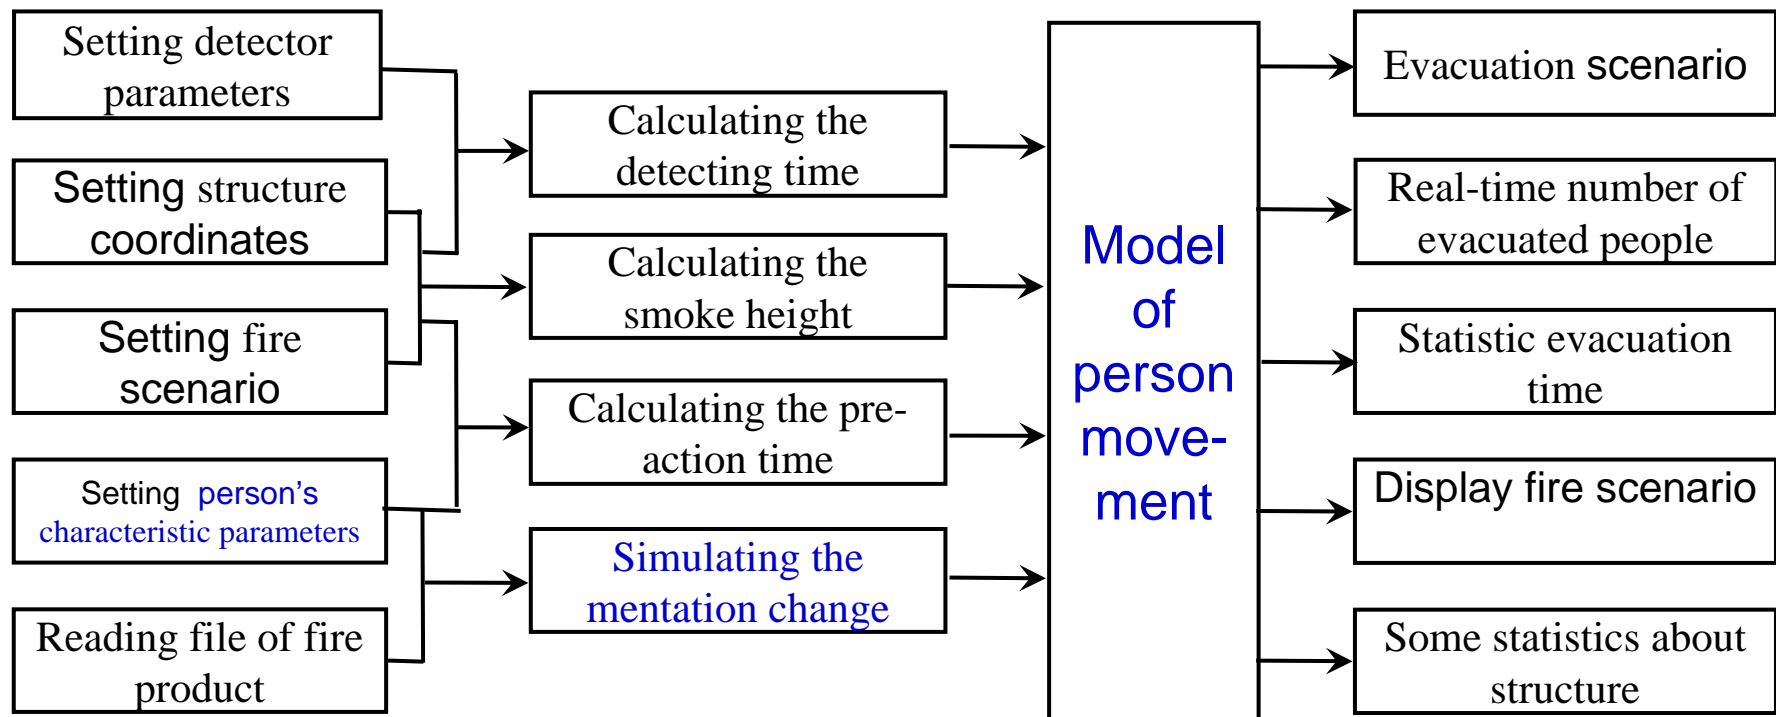 Setting detector
parameters
Setting structure
coordinates
Setting fire
scenario
Setting person’s
characteristic parameters
Reading file of fire
product
Calculating the
detecting time
Calculating the
smoke height
Calculating the pre-
action time
Simulating the
mentation change
Model
of
person
move-
ment
Evacuation scenario
Real-time number of
evacuated people
Statistic evacuation
time
Display fire scenario
Some statistics about
structure